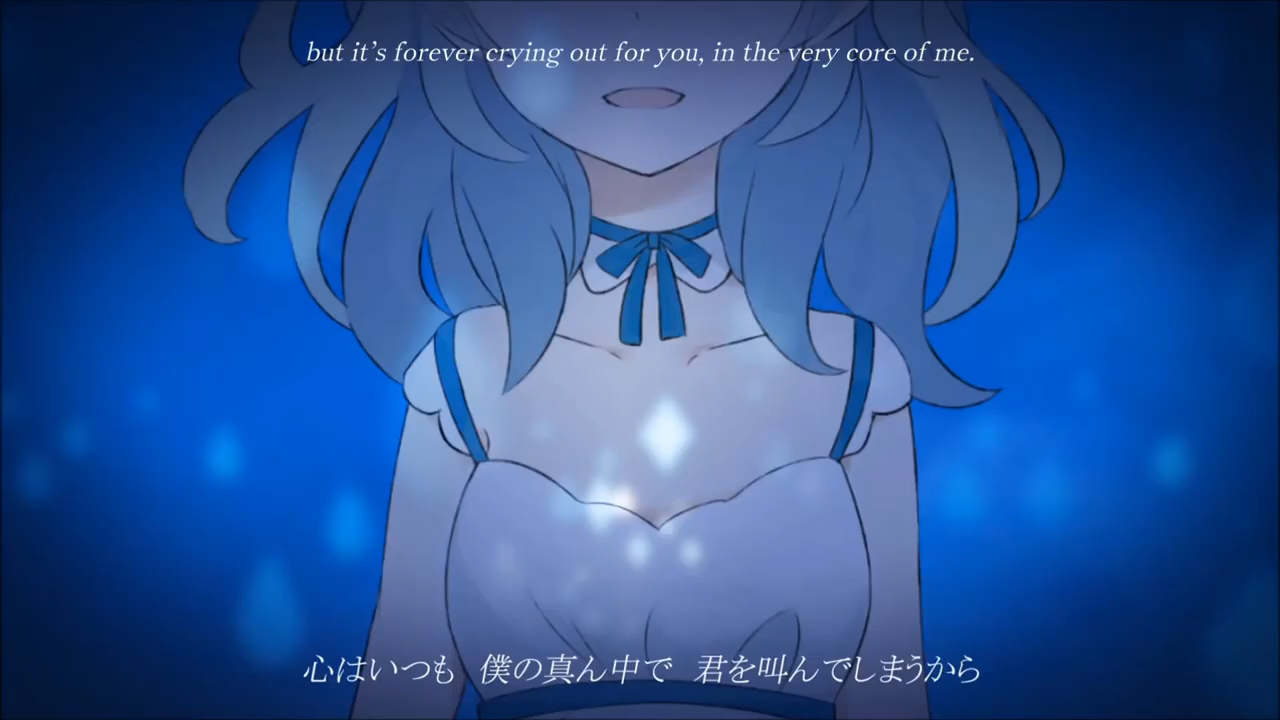 but it’s forever crying out for you, in the very core of me.
心はいつも 僕の真ん中で 君を叫んでしまうから